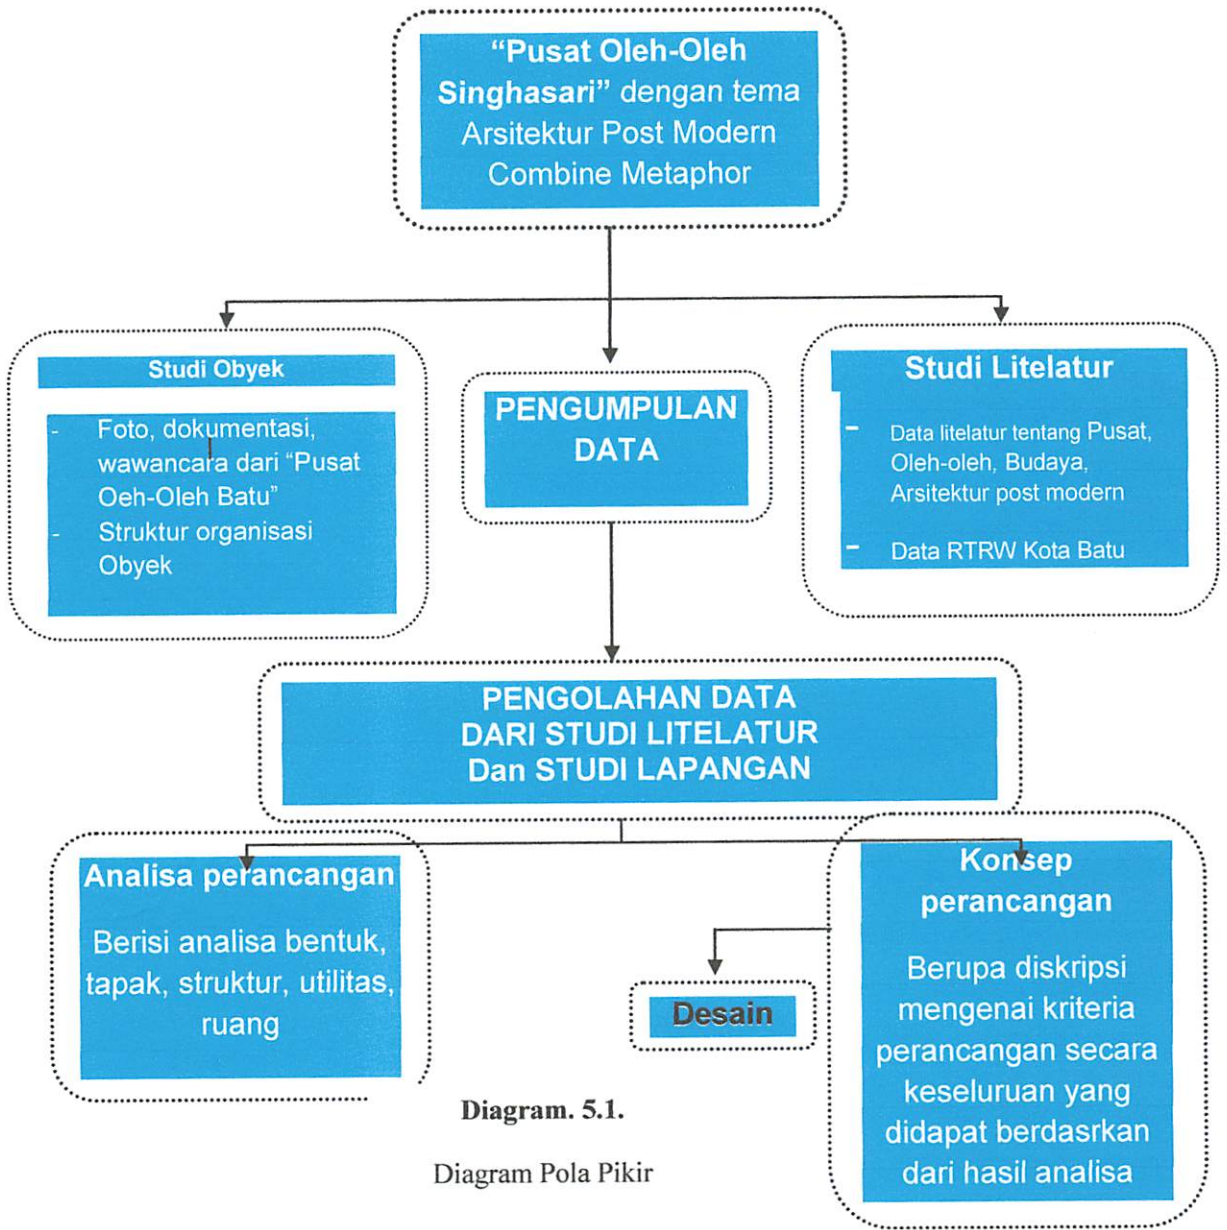 “Pusat Oleh-Oleh
Singhasari” dengan tema
Arsitektur Post Modern
Combine Metaphor
Studi Obyek
- Foto, dokumentasi,
wawancara dari “Pusat
Oeh-Oleh Batu”
- Struktur organisasi
Obyek
PENGUMPULAN
DATA
Studi Litelatur
- Data litelatur tentang Pusat,
Oleh-oleh, Budaya,
Arsitektur post modern
- Data RTRW Kota Batu
PENGOLAHAN DATA
DARI STUDI LITELATUR
Dan STUDI LAPANGAN
Analisa perancangan
Berisi analisa bentuk,
tapak, struktur, utilitas,
ruang
Desain
Konsep
perancangan
Berupa diskripsi
mengenai kriteria
perancangan secara
keseluruan yang
didapat berdasrkan
dari hasil analisa
Diagram. 5.1.
Diagram Pola Pikir